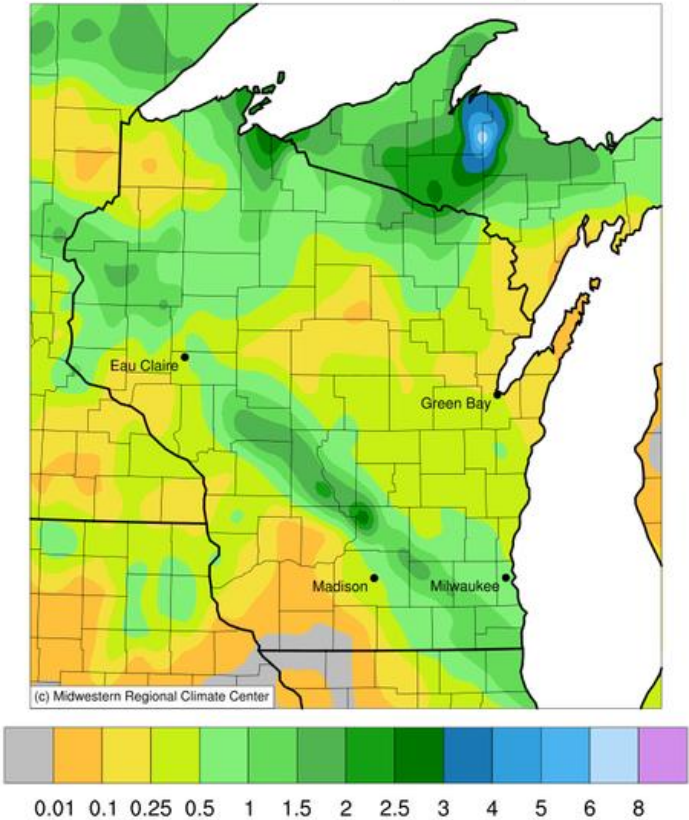 Eau Claire
Green Bay
Madison
Milwaukee
(c) Midwestern Regional Climate Center
0.01 0.1 0.25 0.5 1 1.5 2 2.5 3 4 5 6 8